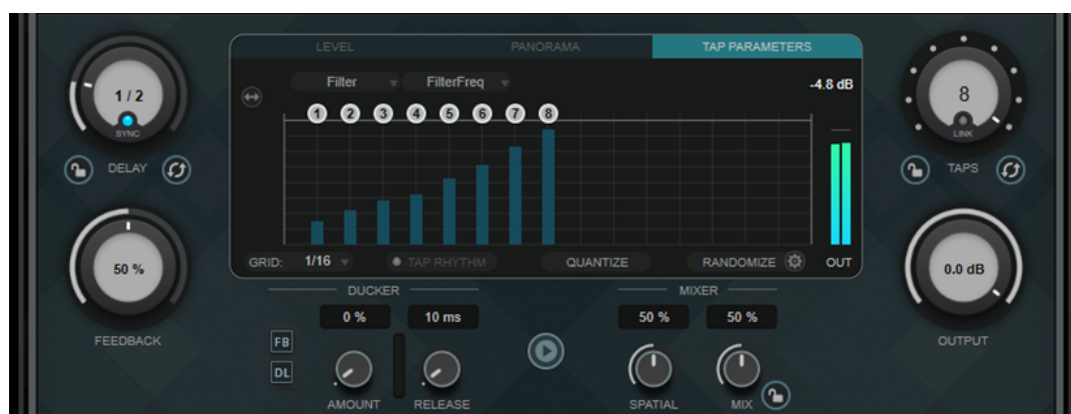 LEVEL PANORAMA TAP PARAMETERS
Filter FilterFreq -4.8 dB
1 2 3 4 5 6 7 8
1 / 2
SYNC
DELAY
8
LINK
TAPS
GRID: 1/16 TAP RHYTHM QUANTIZE RANDOMIZE OUT
50 %
FEEDBACK
0.0 dB
OUTPUT
DUCKER MIXER
0 % 10 ms 50 % 50 %
FB
DL
AMOUNT RELEASE SPATIAL MIX